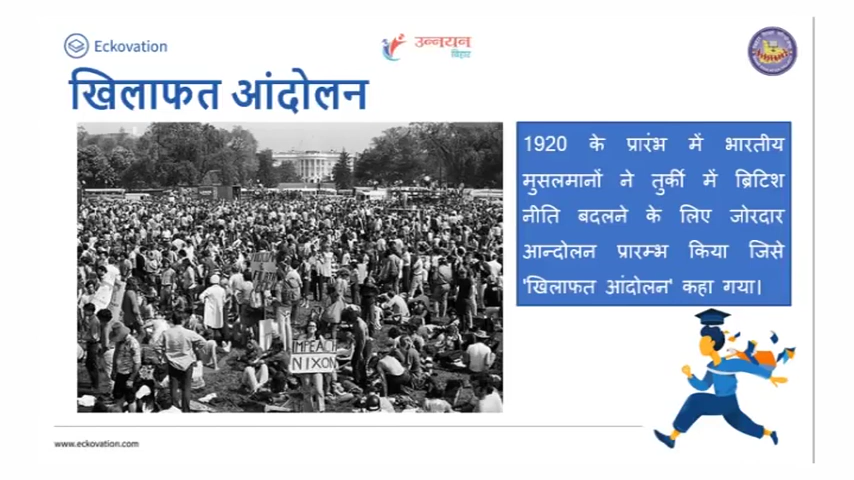 Eckovation
उन्नयन
बिहार
खिलाफत आंदोलन
1920 के प्रारंभ में भारतीय
मुसलमानों ने तुर्की में ब्रिटिश
नीति बदलने के लिए जोरदार
आन्दोलन प्रारम्भ किया जिसे
'खिलाफत आंदोलन' कहा गया।
IMPEACH
NIXON
www.eckovation.com